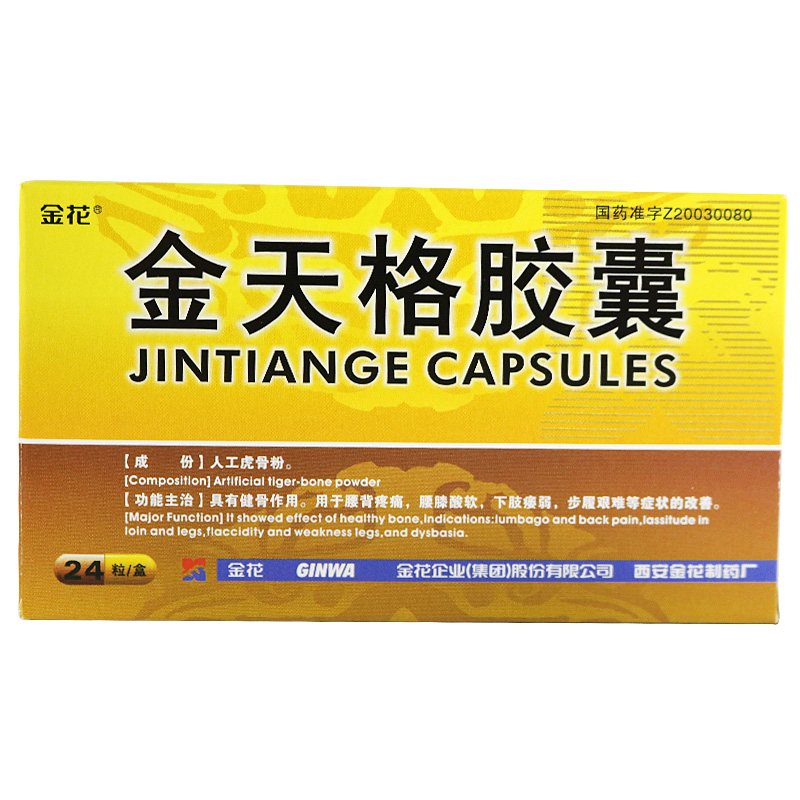 金花®
国药准字Z20030080
金天格胶囊
JINTIANGE CAPSULES
【成　份】人工虎骨粉。
[Composition] Artificial tiger-bone powder
【功能主治】具有健骨作用。用于腰背疼痛，腰膝酸软，下肢痿弱，步履艰难等症状的改善。
[Major Function] It showed effect of healthy bone,Indications:lumbago and back pain,lassitude in
loin and legs,flaccidity and weakness legs,and dysbasia.
24粒/盒
金花 GINWA 金花企业(集团)股份有限公司 西安金花制药厂